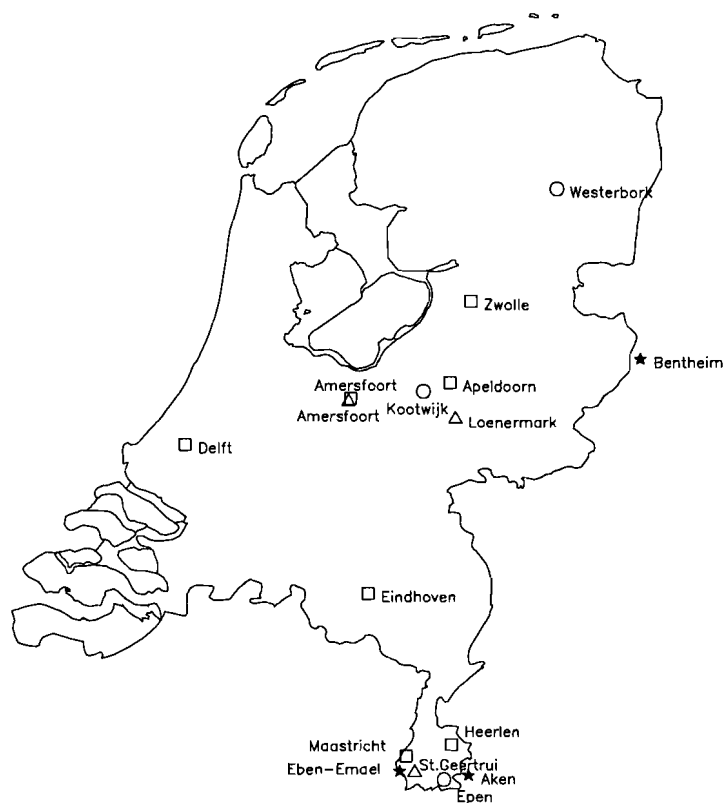 Westerbork
Zwolle
Bentheim
Amersfoort
Apeldoorn
Amersfoort
Kootwijk
Loenermark
Delft
Eindhoven
Heerlen
Maastricht
St.Geertrui
Eben-Emael
Aken
Epen